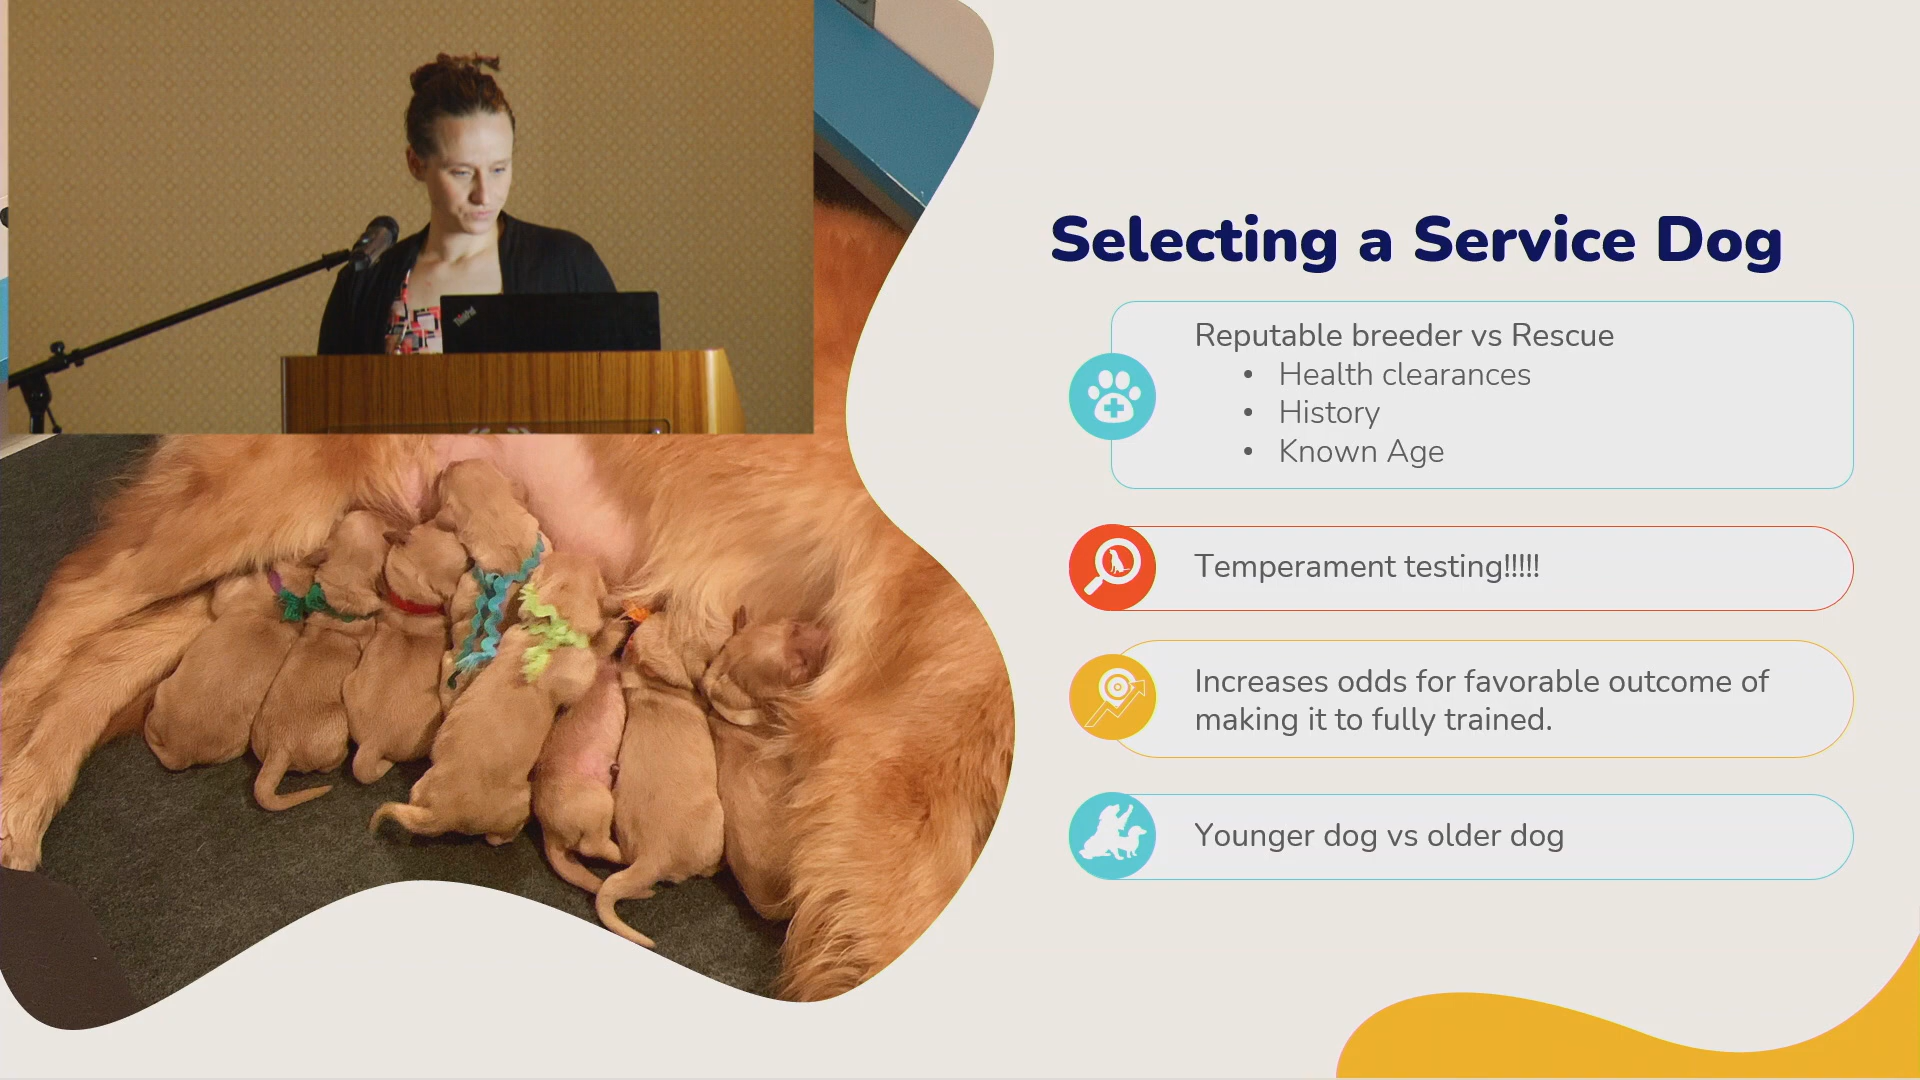 ThinkPad
Selecting a Service Dog
Reputable breeder vs Rescue
• Health clearances
• History
• Known Age
Temperament testing!!!!!
Increases odds for favorable outcome of
making it to fully trained.
Younger dog vs older dog